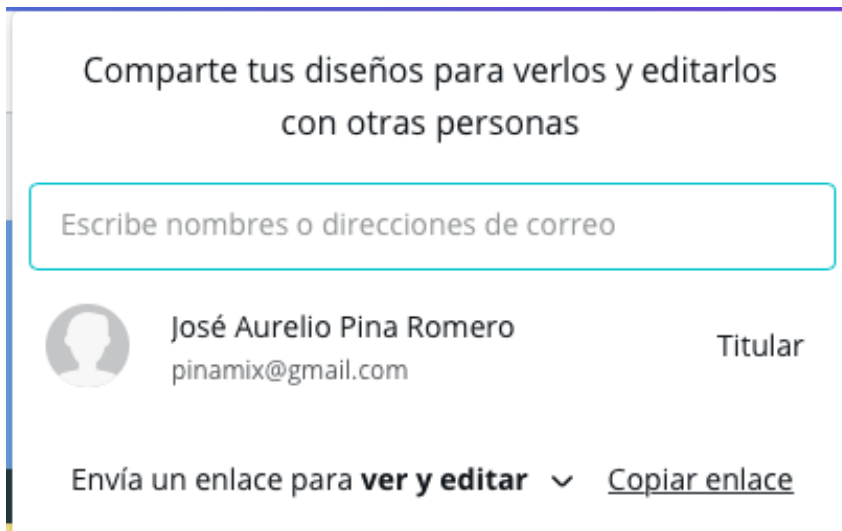 Comparte tus diseños para verlos y editarlos
con otras personas
Escribe nombres o direcciones de correo
José Aurelio Pina Romero
Titular
pinamix@gmail.com
Envía un enlace para ver y editar Copiar enlace